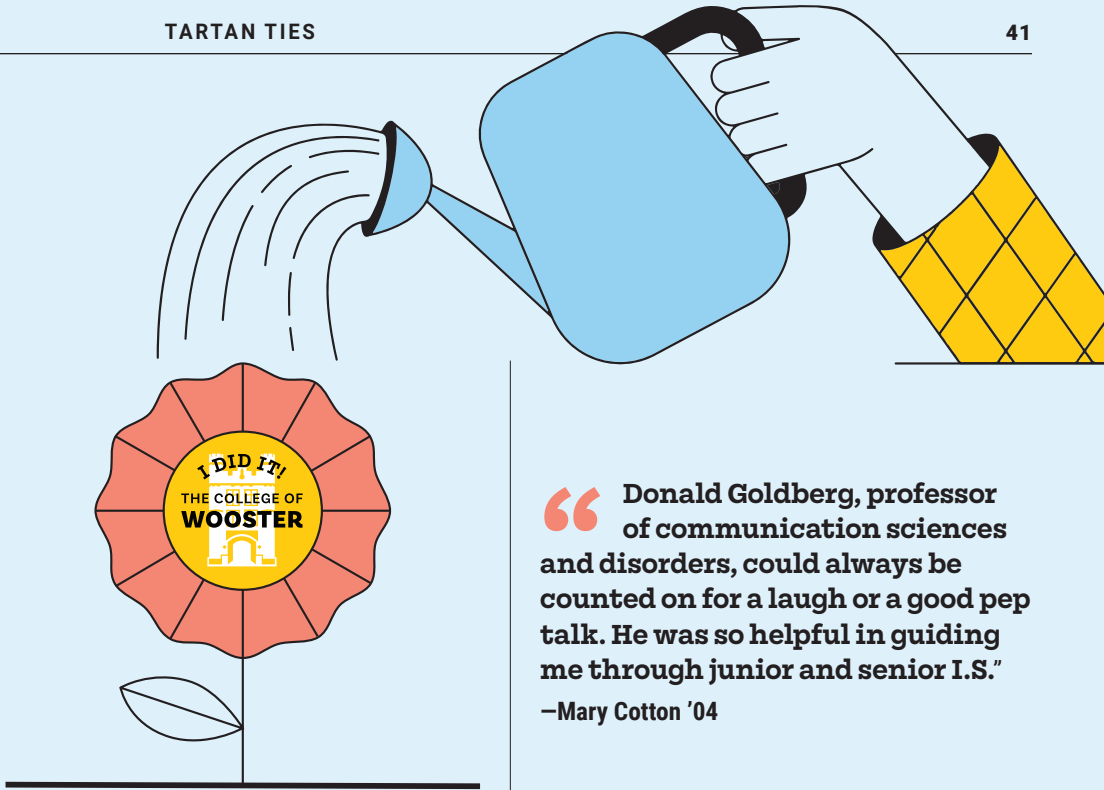 TARTAN TIES
41
I DID IT!
THE COLLEGE OF
WOOSTER
“ Donald Goldberg, professor
of communication sciences
and disorders, could always be
counted on for a laugh or a good pep
talk. He was so helpful in guiding
me through junior and senior I.S.”
—Mary Cotton ’04